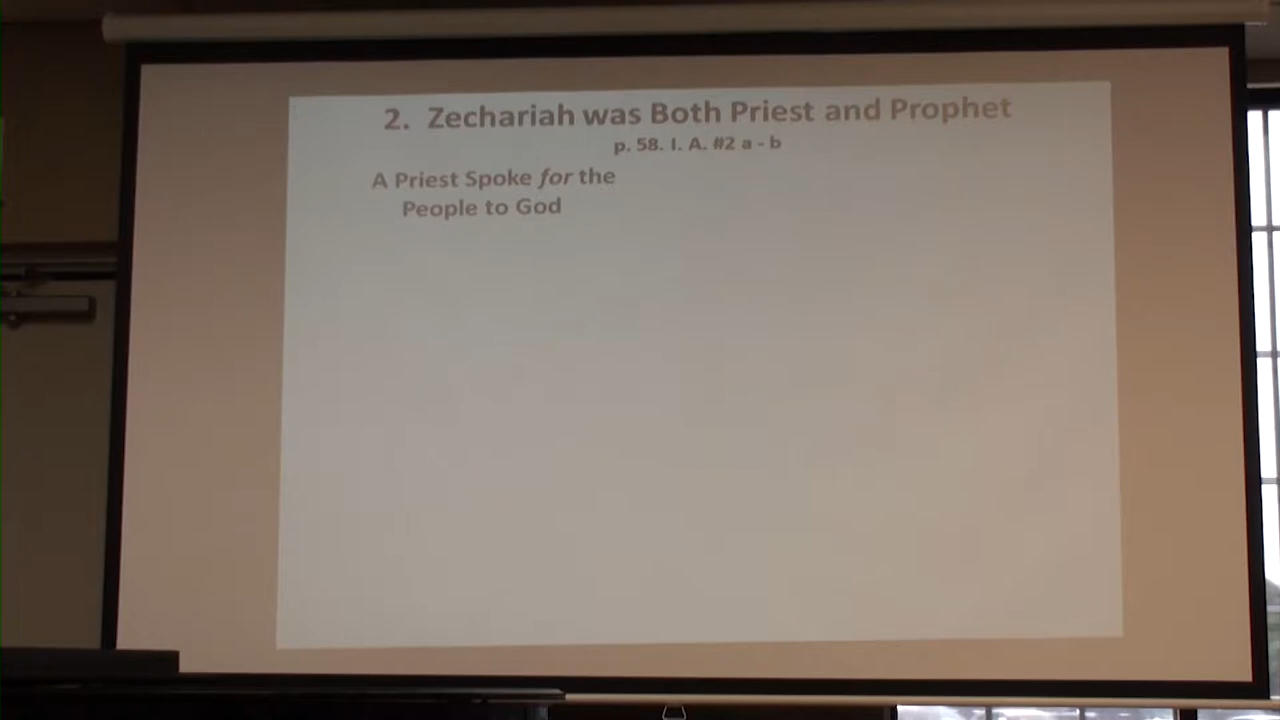 2. Zechariah was Both Priest and Prophet
p. 58. I. A. #2 a - b
A Priest Spoke for the
People to God